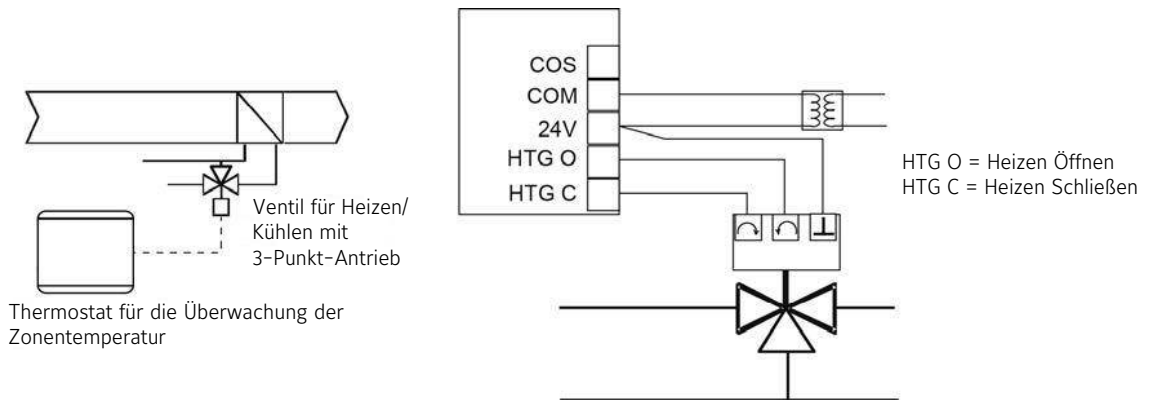 Ventil für Heizen/
Kühlen mit
3-Punkt-Antrieb
Thermostat für die Überwachung der
Zonentemperatur
COS
COM
24V
HTG O
HTG C
HTG O = Heizen Öffnen
HTG C = Heizen Schließen